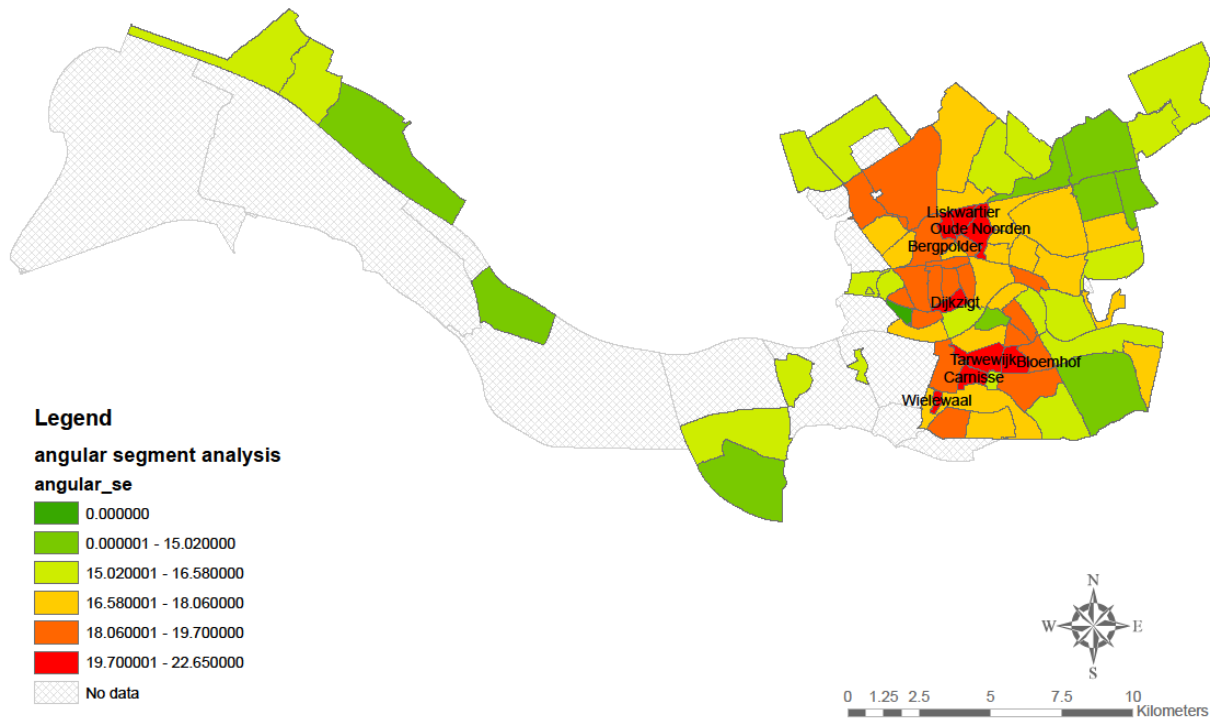 Liskwartier
Oude Noorden
Bergpolder
Dijkzigt
Tarwewijk
Bloemhof
Carnisse
Wielewaal
Legend
angular segment analysis
angular_se
0.000000
0.000001 - 15.020000
15.020001 - 16.580000
16.580001 - 18.060000
18.060001 - 19.700000
19.700001 - 22.650000
No data
N
W
E
S
0 1.25 2.5 5 7.5 10
Kilometers